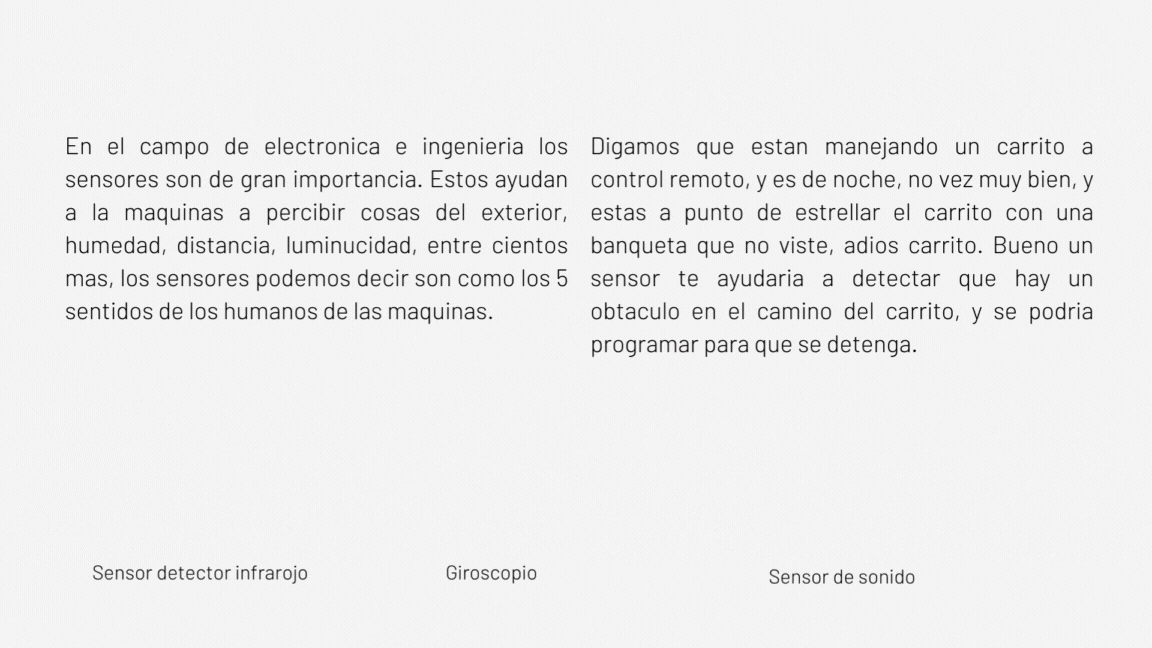 En el campo de electronica e ingenieria los
sensores son de gran importancia. Estos ayudan
a la maquinas a percibir cosas del exterior,
humedad, distancia, luminucidad, entre cientos
mas, los sensores podemos decir son como los 5
sentidos de los humanos de las maquinas.
Digamos que estan manejando un carrito a
control remoto, y es de noche, no vez muy bien, y
estas a punto de estrellar el carrito con una
banqueta que no viste, adios carrito. Bueno un
sensor te ayudaria a detectar que hay un
obtaculo en el camino del carrito, y se podria
programar para que se detenga.
Sensor detector infrarojo
Giroscopio
Sensor de sonido